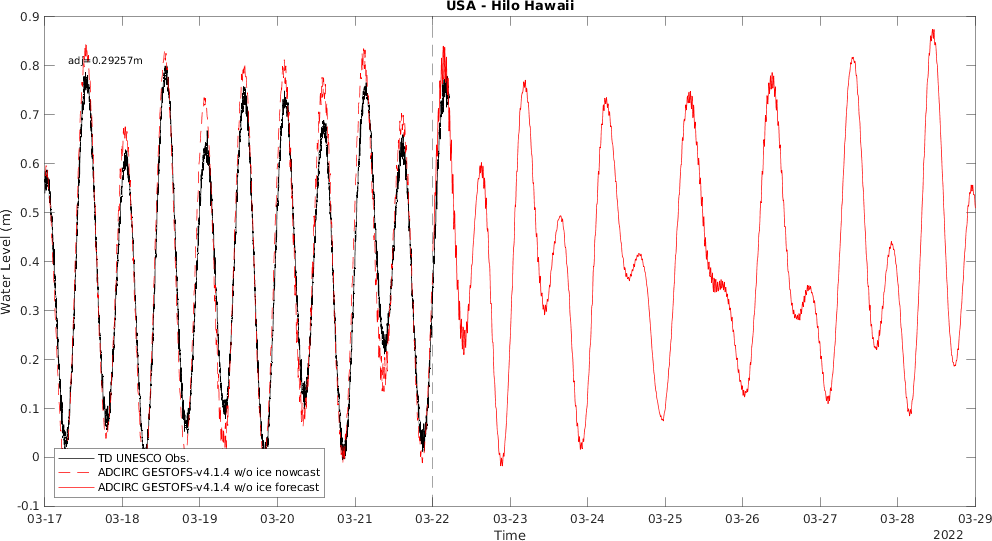 USA - Hilo Hawaii
0.9
0.8
0.7
0.6
0.5
0.4
0.3
0.2
0.1
0
-0.1
Water Level (m)
adj=0.29257m
TD UNESCO Obs.
ADCIRC GESTOFS-v4.1.4 w/o ice nowcast
ADCIRC GESTOFS-v4.1.4 w/o ice forecast
03-17 03-18 03-19 03-20 03-21 03-22 03-23 03-24 03-25 03-26 03-27 03-28 03-29
Time
2022